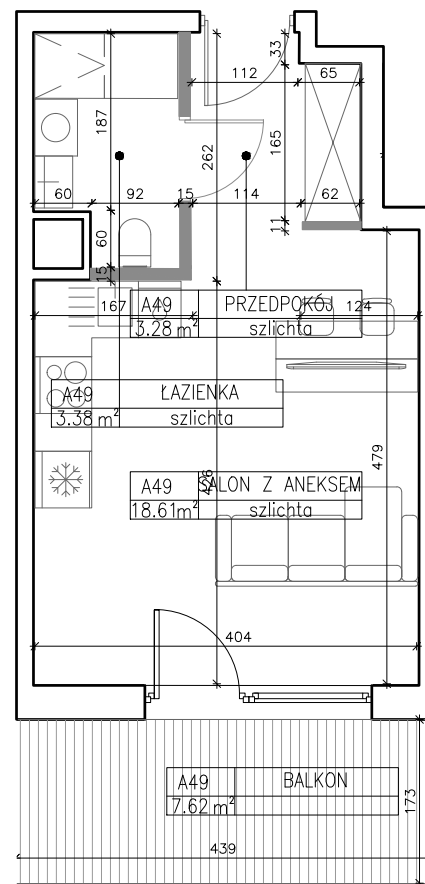 33
112
65
187
262
165
60
92
15
114
62
60
11
15
167
124
A49 PRZEDPOKÓJ
3.28 m² szlichta
A49 ŁAZIENKA
3.38 m² szlichta
479
426
A49 SALON Z ANEKSEM
18.61m² szlichta
404
A49 BALKON
7.62 m²
173
439